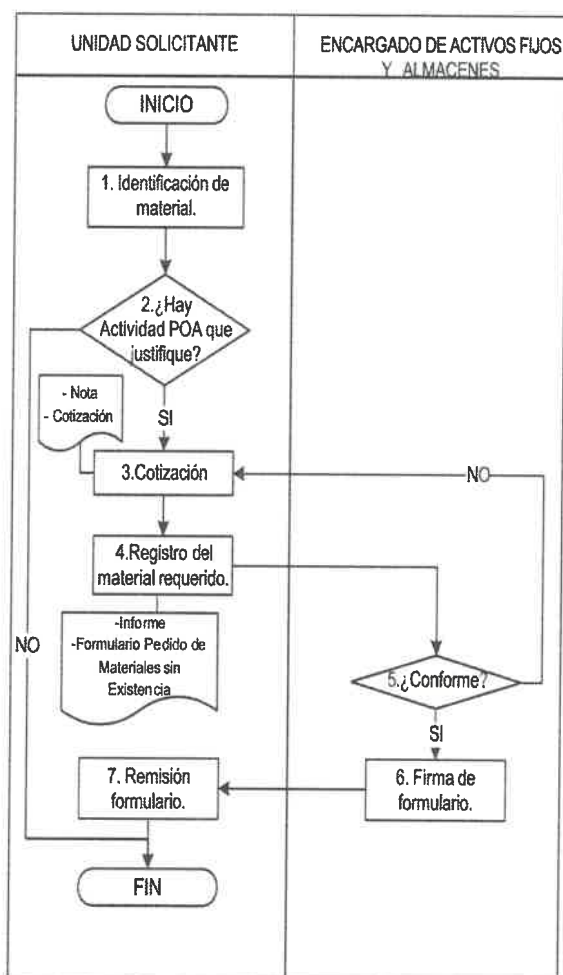 UNIDAD SOLICITANTE
ENCARGADO DE ACTIVOS FIJOS
Y ALMACENES
INICIO
1. Identificación de
material.
2.¿Hay
Actividad POA que
justifique?
- Nota
- Cotización
SI
3.Cotización
NO
4.Registro del
material requerido.
-Informe
-Formulario Pedido de
Materiales sin
Existencia
NO
5.¿Conforme?
SI
7. Remisión
formulario.
6. Firma de
formulario.
FIN